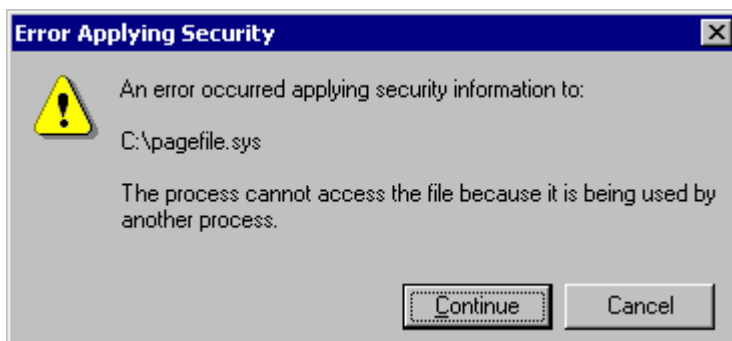 Error Applying Security
An error occurred applying security information to:
C:\pagefile.sys
The process cannot access the file because it is being used by
another process.
Continue
Cancel